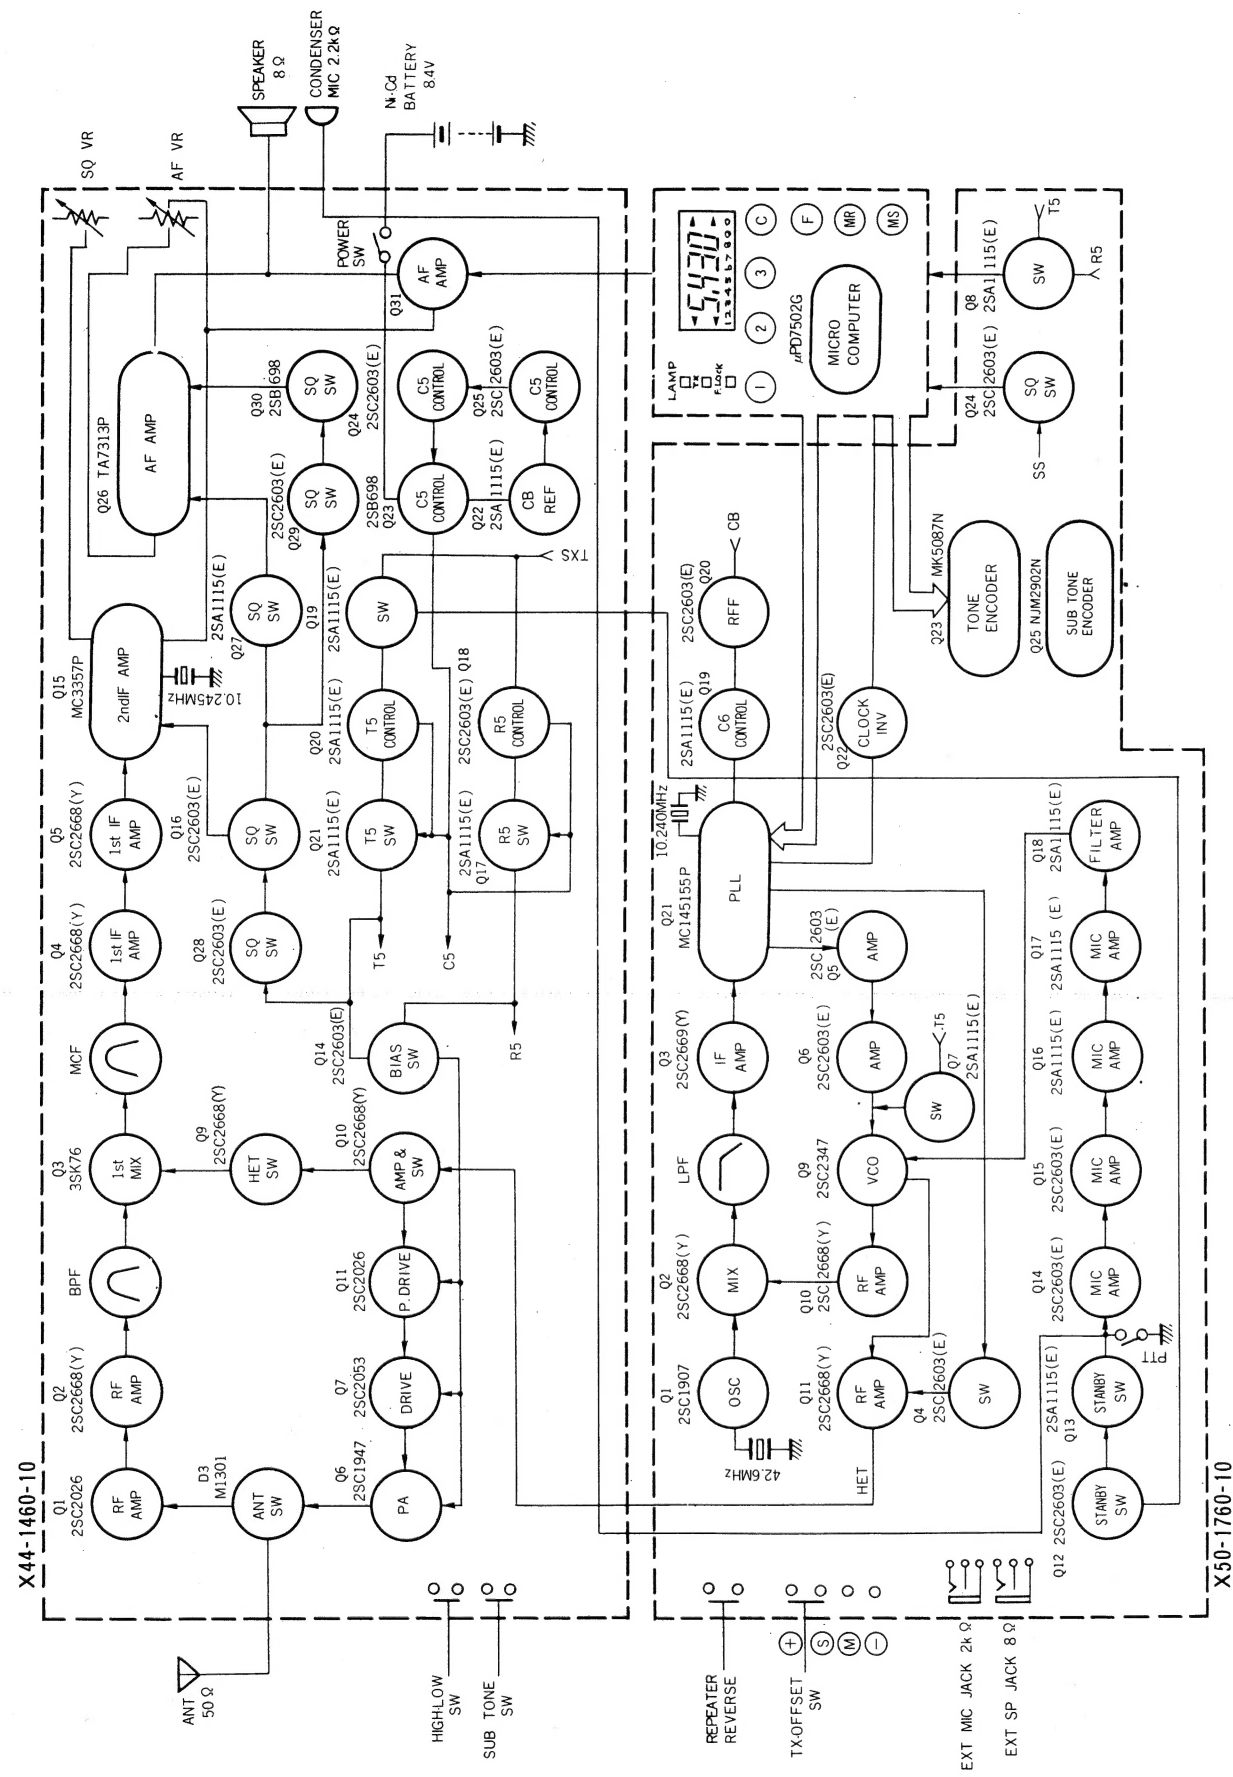 X44-1460-10
ANT
50Ω
Q1
2SC2026
RF
AMP
Q2
2SC2668(Y)
RF
AMP
BPF
Q3
3SK76
1st
MIX
MCF
Q4
2SC2668(Y)
1st IF
AMP
Q5
2SC2668(Y)
1st IF
AMP
Q15
MC3357P
2ndIF AMP
10.245MHz
Q26 TA7313P
AF AMP
SQ VR
AF VR
SPEAKER
8Ω
CONDENSER
MIC 2.2kΩ
Ni-Cd
BATTERY
8.4V
POWER
SW
D3
M1301
ANT
SW
Q9
2SC2668(Y)
HET
SW
Q28
2SC2603(E)
SQ
SW
Q16
2SC2603(E)
SQ
SW
Q27
2SA1115(E)
SQ
SW
Q29
2SC2603(E)
SQ
SW
Q30
2SB698
SQ
SW
Q31
AF
AMP
Q6
2SC1947
PA
Q7
2SC2053
DRIVE
Q11
2SC2026
P.DRIVE
Q10
2SC2668(Y)
AMP &
SW
Q14
2SC2603(E)
BIAS
SW
T5
C5
R5
Q21
2SA1115(E)
T5
SW
Q20
2SA1115(E)
T5
CONTROL
Q19
2SA1115(E)
SW
TXS
Q17
2SA1115(E)
R5
SW
Q18
2SC2603(E)
R5
CONTROL
Q23
2SB698
C5
CONTROL
Q24
2SC2603(E)
C5
CONTROL
Q22
2SA1115(E)
CB
REF
Q25
2SC2603(E)
C5
CONTROL
HIGH-LOW
SW
SUB TONE
SW
X50-1760-10
REPEATER
REVERSE
TX-OFFSET
SW
+
S
M
−
EXT MIC JACK 2kΩ
EXT SP JACK 8Ω
Q1
2SC1907
OSC
42.6MHz
Q2
2SC2668(Y)
MIX
LPF
Q3
2SC2669(Y)
IF
AMP
Q21
MC145155P
PLL
10.240MHz
Q19
2SA1115(E)
C6
CONTROL
Q20
2SC2603(E)
RFF
CB
HET
Q11
2SC2668(Y)
RF
AMP
Q10
2SC2668(Y)
RF
AMP
Q9
2SC2347
VCO
Q6
2SC2603(E)
AMP
Q5
2SC2603
(E)
AMP
Q22
2SC2603(E)
CLOCK
INV
Q4
2SC2603(E)
SW
Q7
2SA1115(E)
SW
T5
Q12 2SC2603(E)
STANBY
SW
Q13
2SA1115(E)
STANBY
SW
PTT
Q14
2SC2603(E)
MIC
AMP
Q15
2SC2603(E)
MIC
AMP
Q16
2SA1115(E)
MIC
AMP
Q17
2SA1115 (E)
MIC
AMP
Q18
2SA1115(E)
FILTER
AMP
LAMP
TX
F.LOCK
5.430
1 2 3 4 5 6 7 8 0 0
1
2
3
C
F
MR
MS
μPD7502G
MICRO
COMPUTER
Q23 MK5087N
TONE
ENCODER
Q25 NJM2902N
SUB TONE
ENCODER
Q24
2SC2603(E)
SQ
SW
SS
Q8
2SA1115(E)
SW
T5
R5